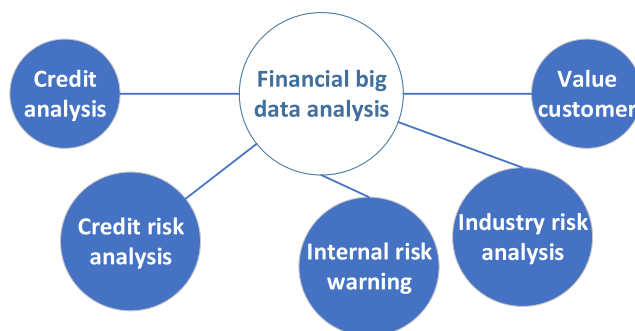 Credit
analysis
Financial big
data analysis
Value
customer
Credit risk
analysis
Internal risk
warning
Industry risk
analysis